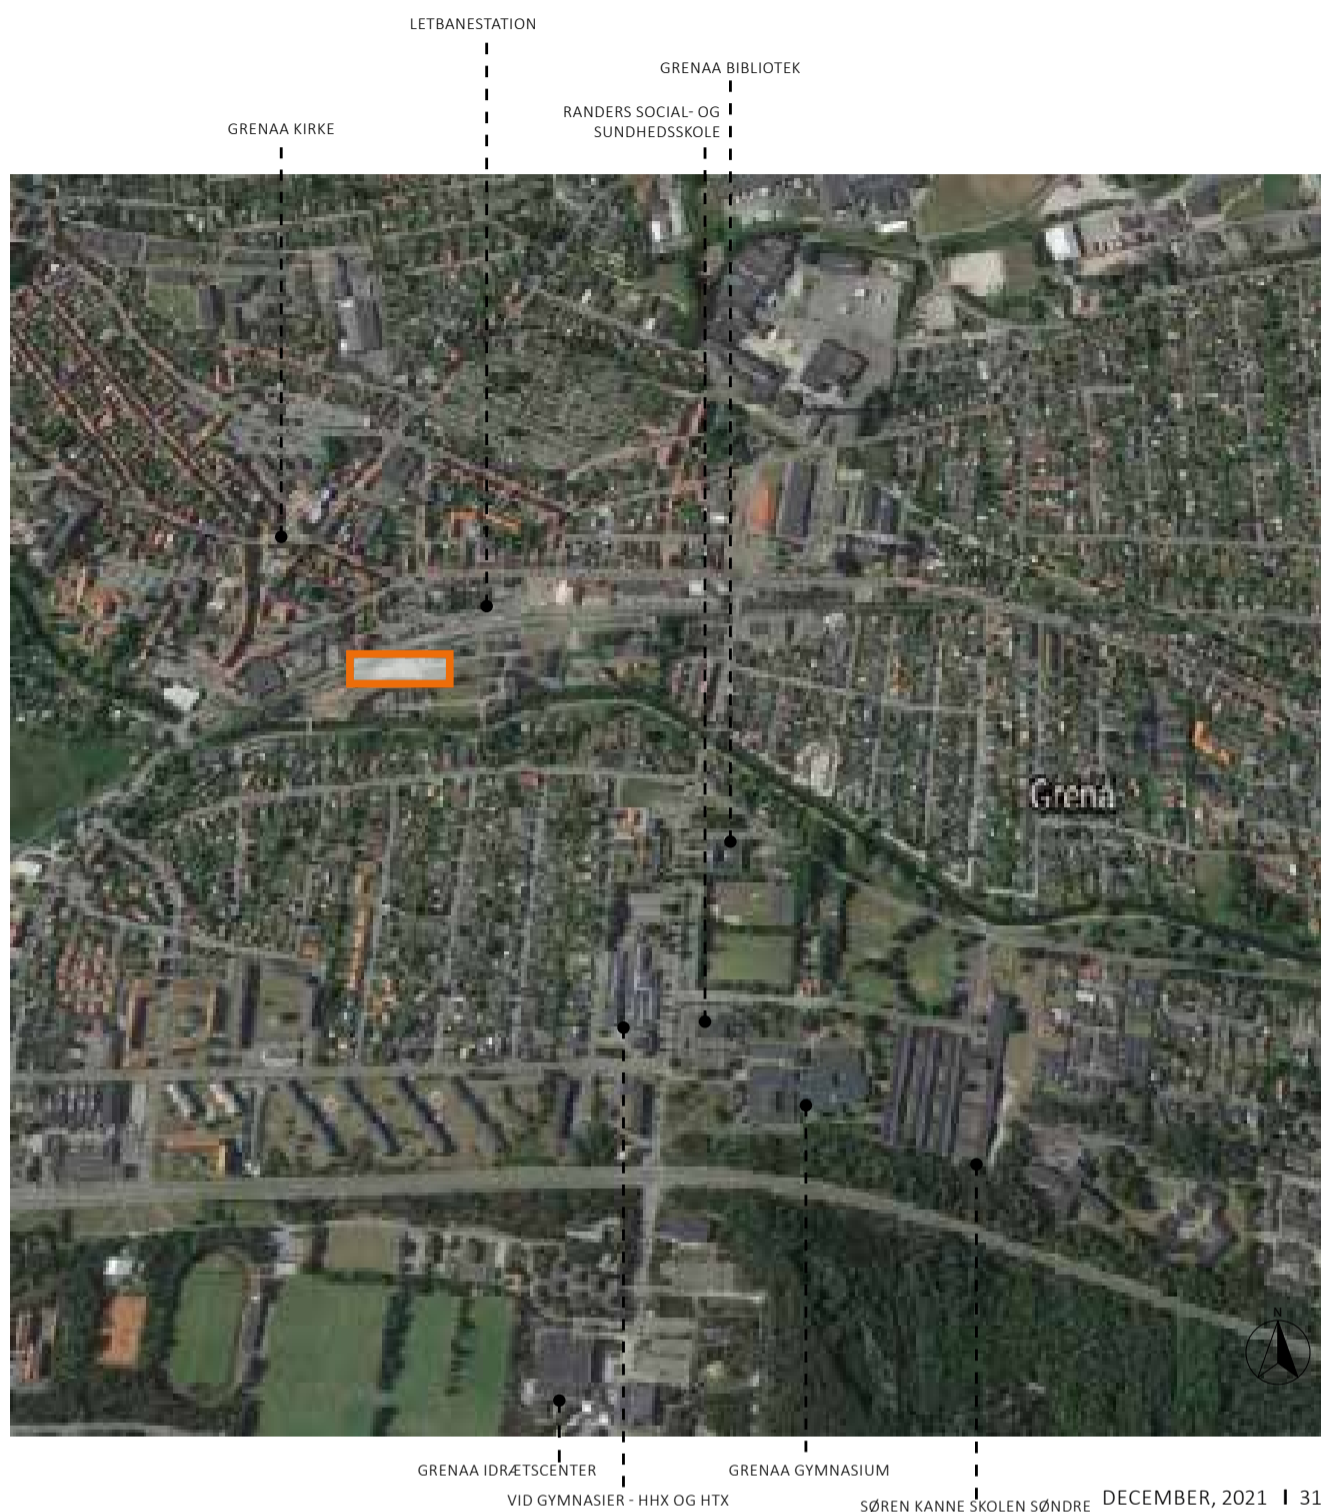 LETBANESTATION
GRENAA BIBLIOTEK
RANDERS SOCIAL- OG
SUNDHEDSSKOLE
GRENAA KIRKE
Grenå
N
GRENAA IDRÆTSCENTER
GRENAA GYMNASIUM
VID GYMNASIER - HHX OG HTX
SØREN KANNE SKOLEN SØNDRE
DECEMBER, 2021 I 31